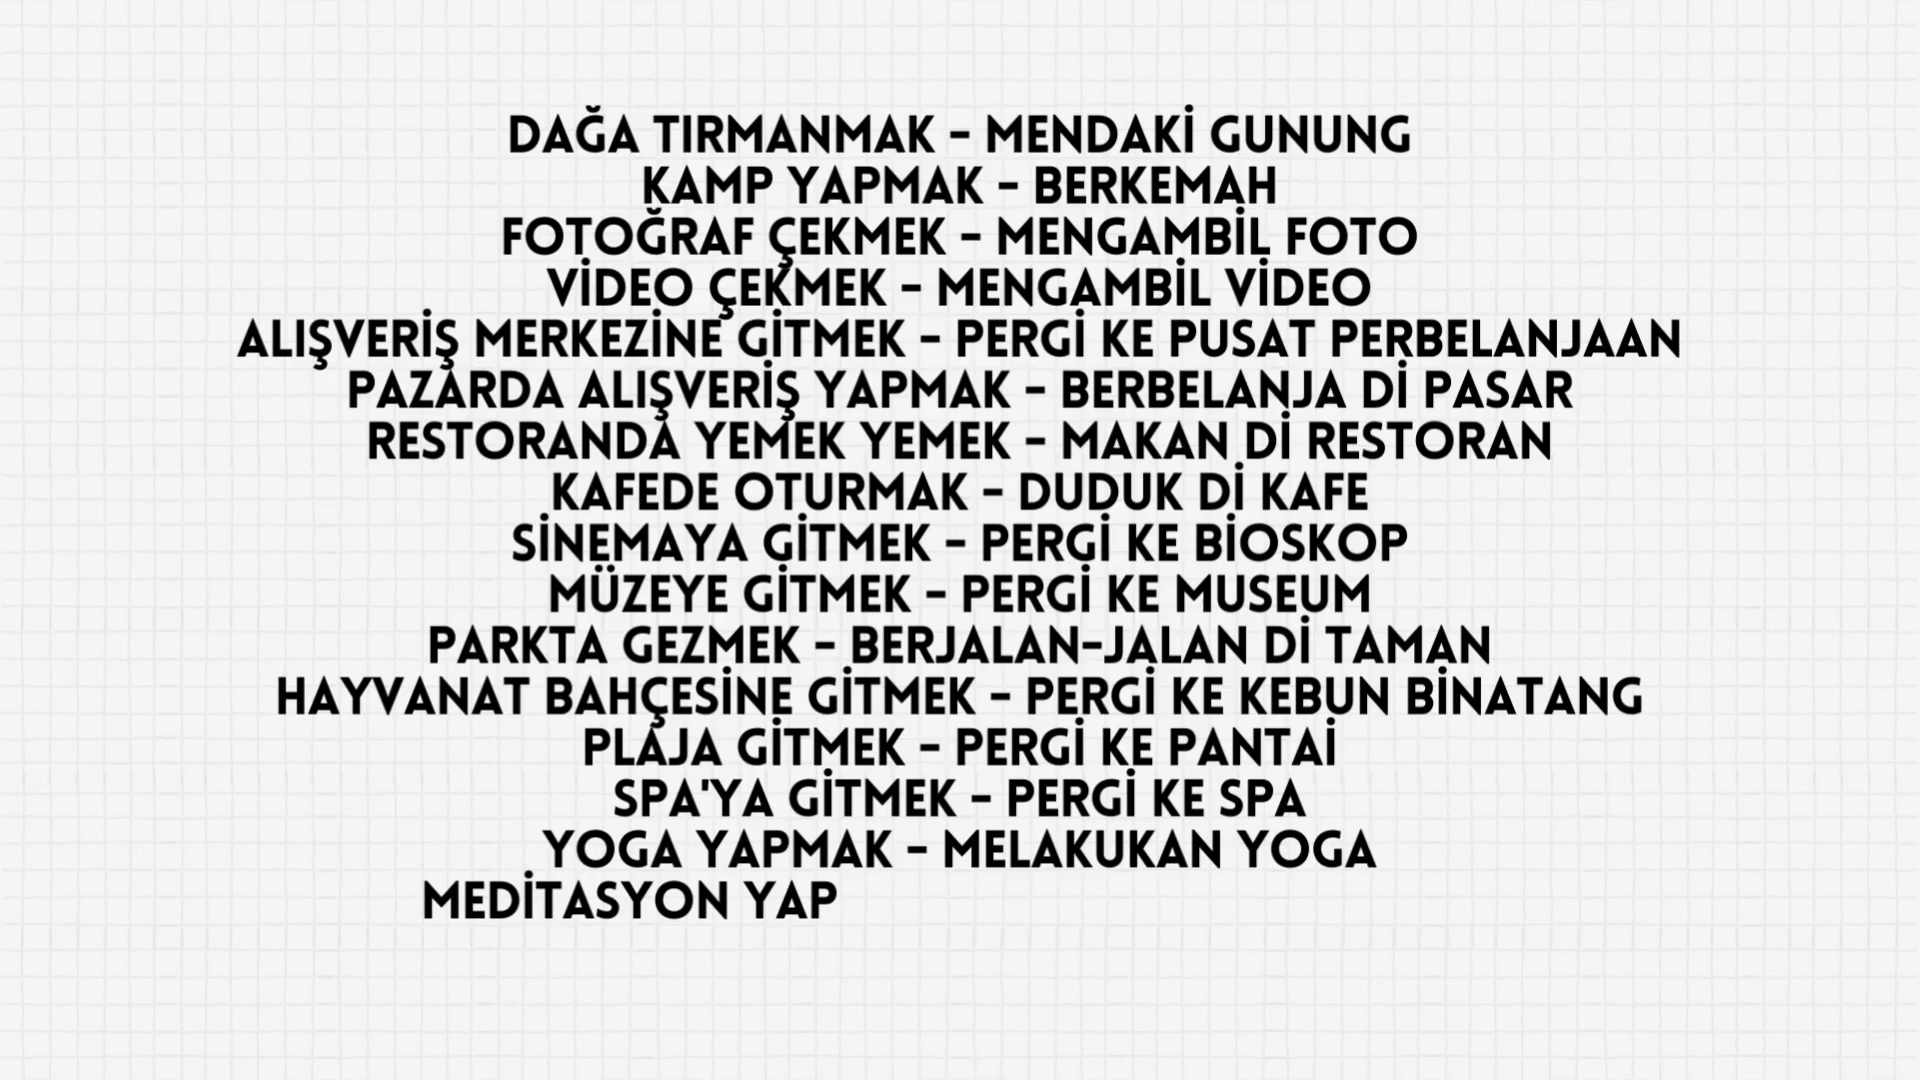 DAĞA TIRMANMAK - MENDAKİ GUNUNG
KAMP YAPMAK - BERKEMAH
FOTOĞRAF ÇEKMEK - MENGAMBİL FOTO
VİDEO ÇEKMEK - MENGAMBİL VİDEO
ALIŞVERİŞ MERKEZİNE GİTMEK - PERGİ KE PUSAT PERBELANJAAN
PAZARDA ALIŞVERİŞ YAPMAK - BERBELANJA Dİ PASAR
RESTORANDA YEMEK YEMEK - MAKAN Dİ RESTORAN
KAFEDE OTURMAK - DUDUK Dİ KAFE
SİNEMAYA GİTMEK - PERGİ KE BİOSKOP
MÜZEYE GİTMEK - PERGİ KE MUSEUM
PARKTA GEZMEK - BERJALAN-JALAN Dİ TAMAN
HAYVANAT BAHÇESİNE GİTMEK - PERGİ KE KEBUN BİNATANG
PLAJA GİTMEK - PERGİ KE PANTAİ
SPA'YA GİTMEK - PERGİ KE SPA
YOGA YAPMAK - MELAKUKAN YOGA
MEDİTASYON YAP